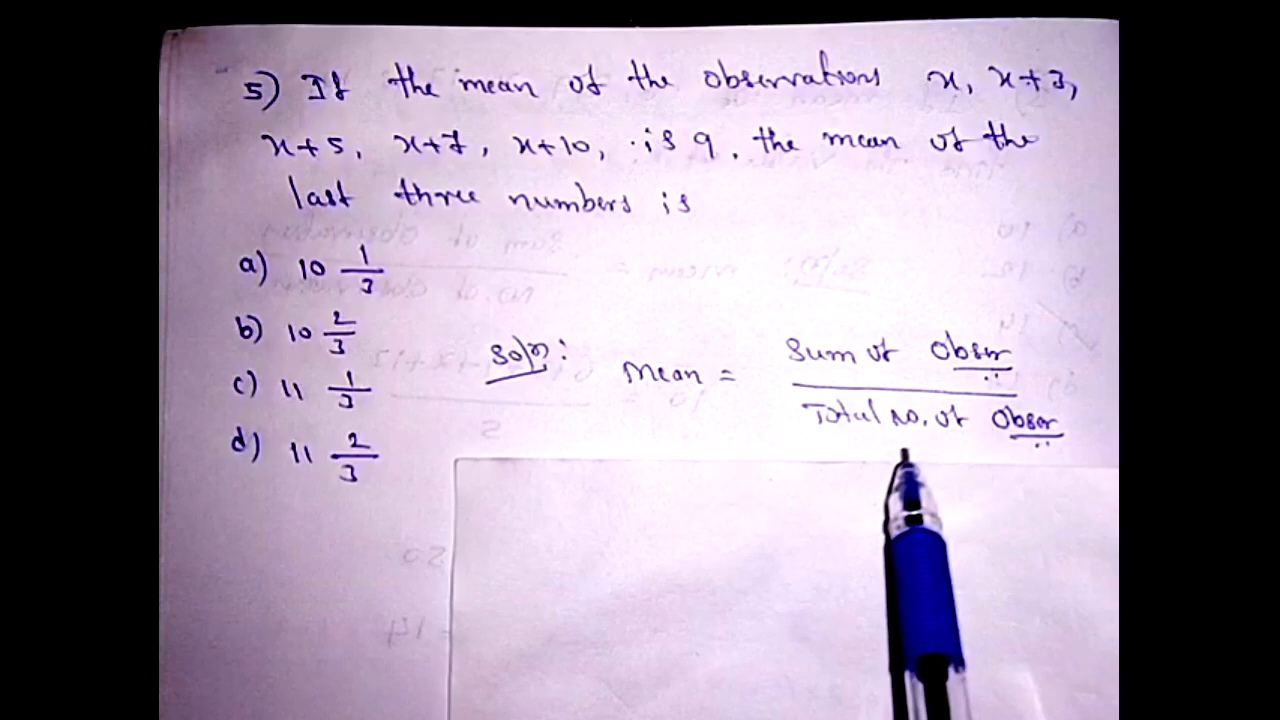 5) If the mean of the observations x, x+3,
x+5, x+7, x+10, is 9, the mean of the
last three numbers is
a) 10 1/3
b) 10 2/3
c) 11 1/3
d) 11 2/3
Soln:
Mean = Sum of Obser / Total no. of Obser